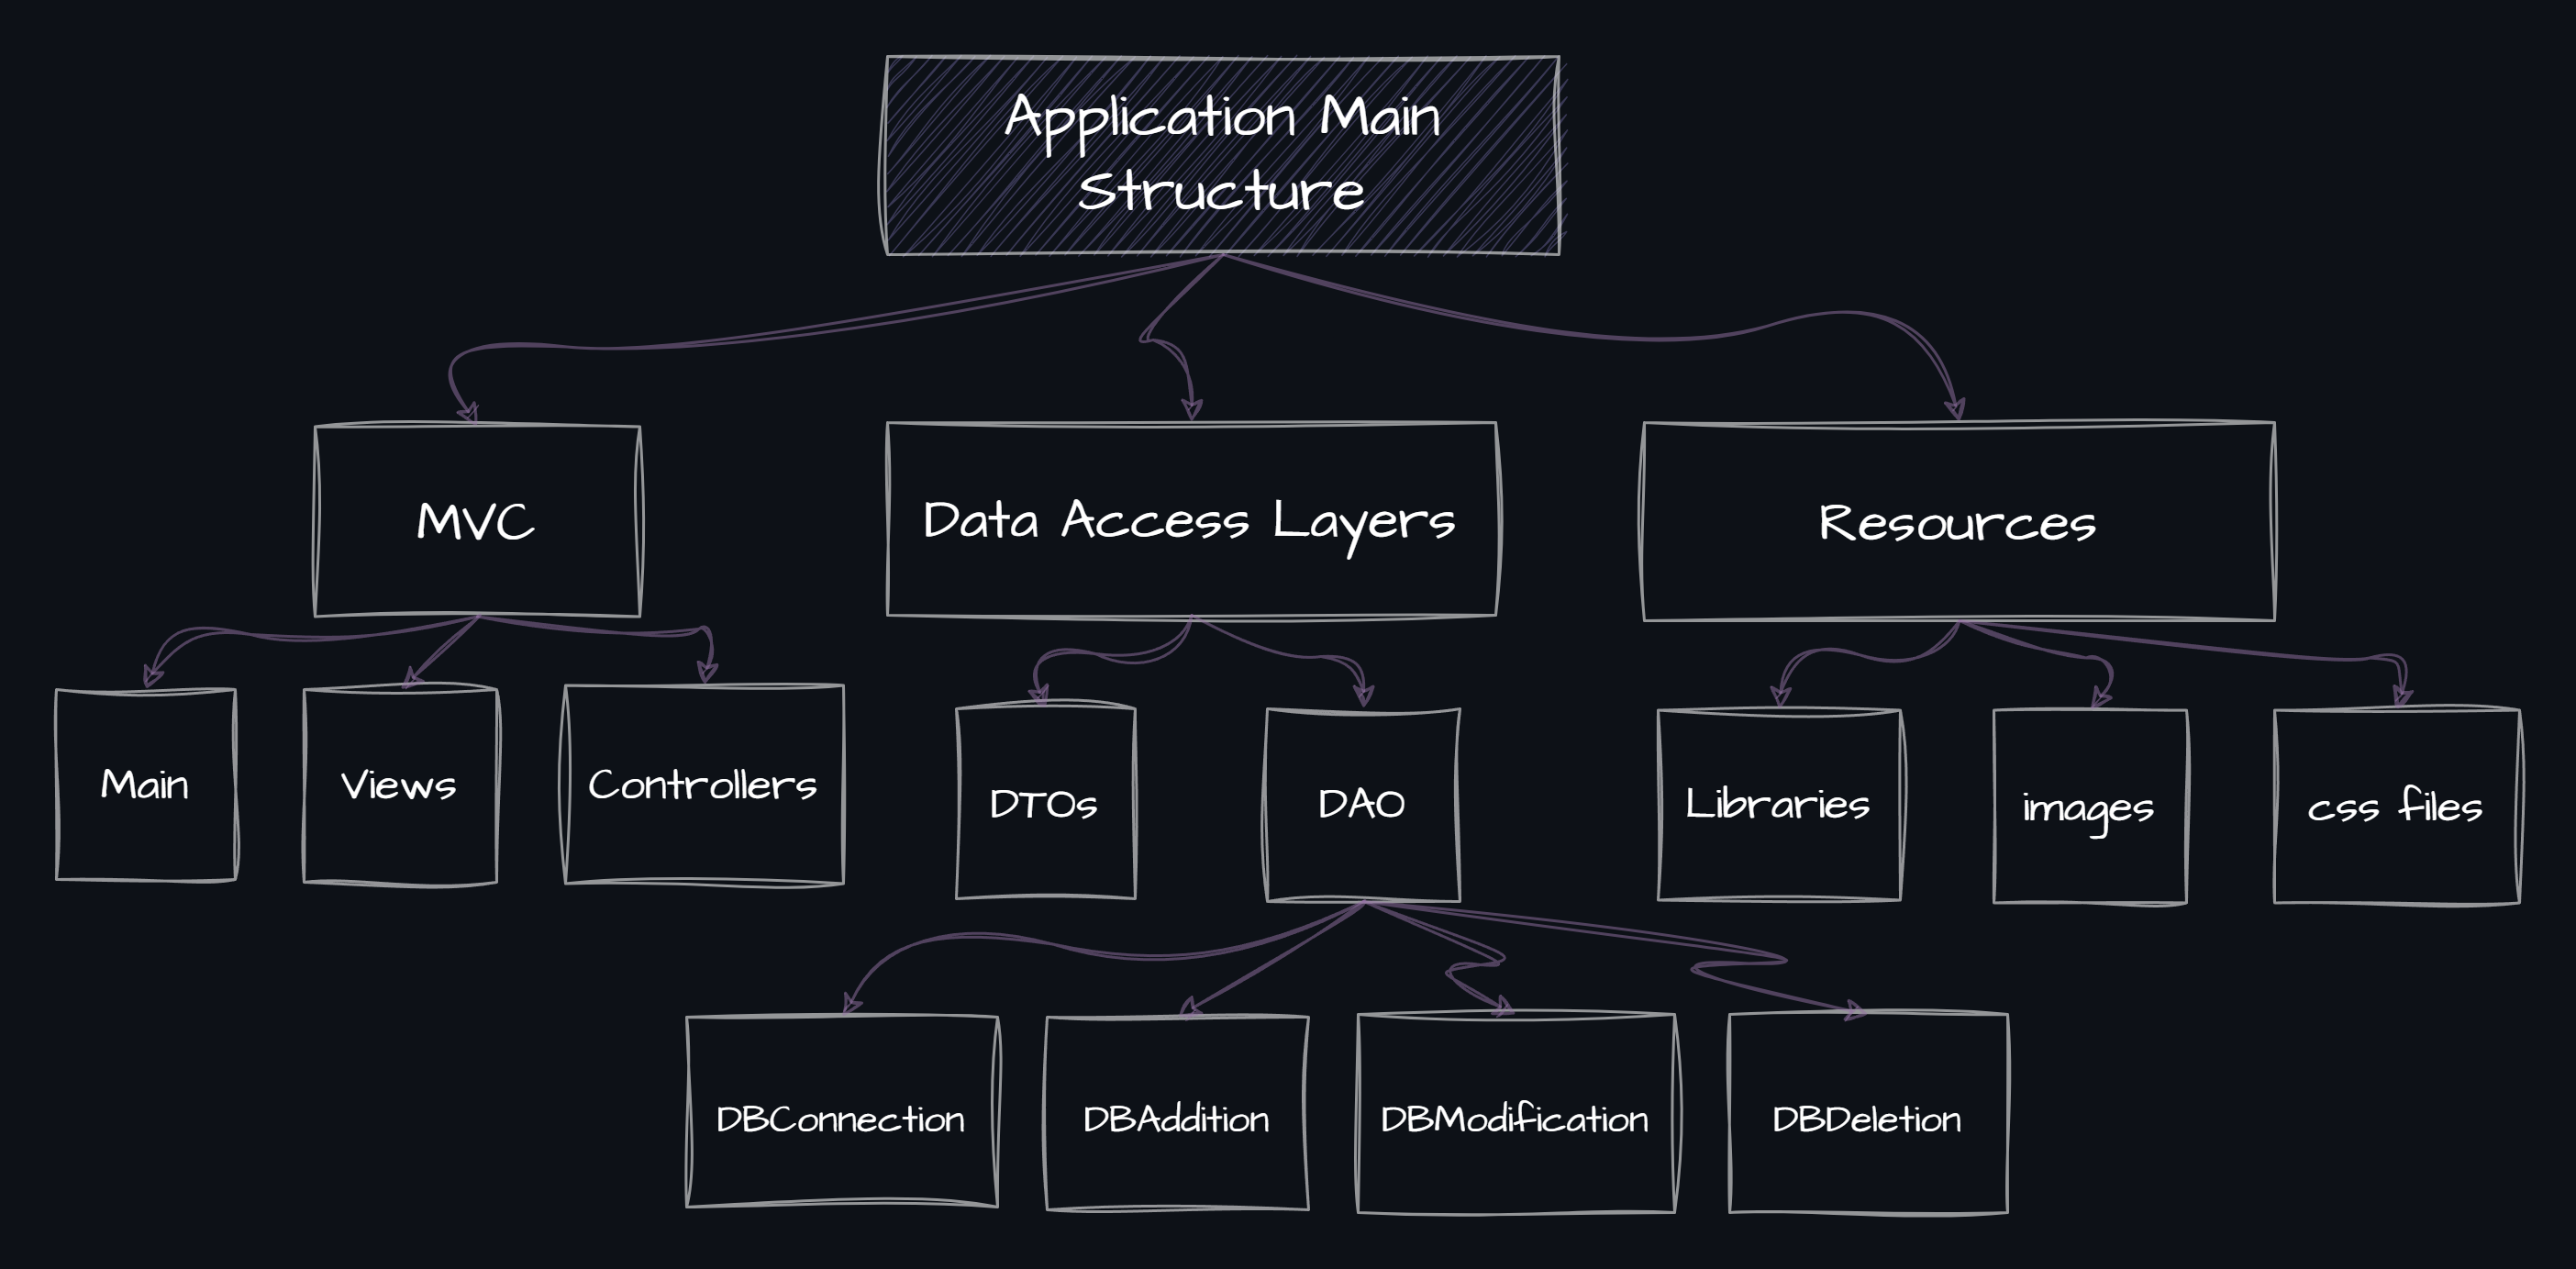 Application Main
Structure
MVC
Data Access Layers
Resources
Main
Views
Controllers
DTOs
DAO
Libraries
images
css files
DBConnection
DBAddition
DBModification
DBDeletion